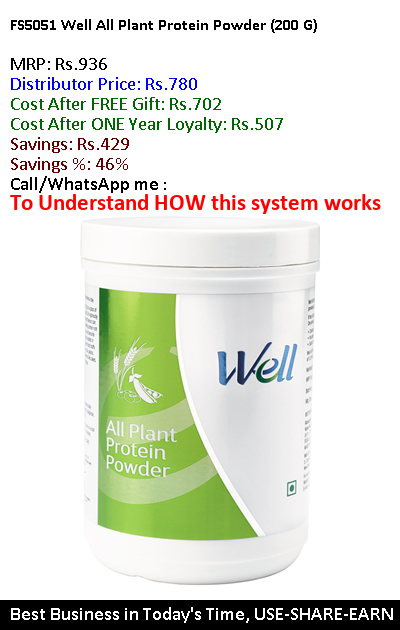 FS5051 Well All Plant Protein Powder (200 G)
MRP: Rs.936
Distributor Price: Rs.780
Cost After FREE Gift: Rs.702
Cost After ONE Year Loyalty: Rs.507
Savings: Rs.429
Savings %: 46%
Call/WhatsApp me :
To Understand HOW this system works
Well
All Plant
Protein
Powder
Best Business in Today's Time, USE-SHARE-EARN